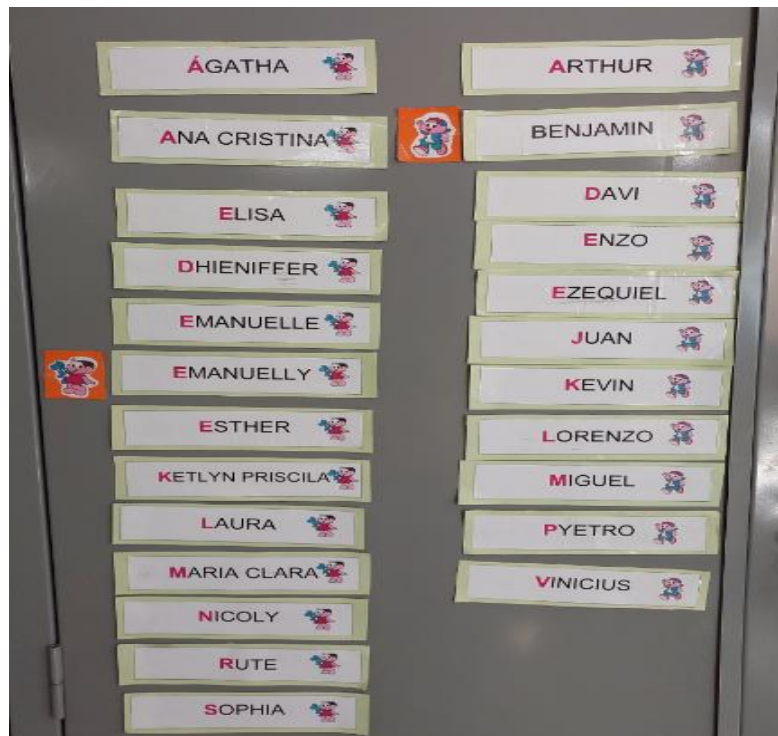 ÁGATHA
ANA CRISTINA
ELISA
DHIENIFFER
EMANUELLE
EMANUELLY
ESTHER
KETLYN PRISCILA
LAURA
MARIA CLARA
NICOLY
RUTE
SOPHIA
ARTHUR
BENJAMIN
DAVI
ENZO
EZEQUIEL
JUAN
KEVIN
LORENZO
MIGUEL
PYETRO
VINICIUS